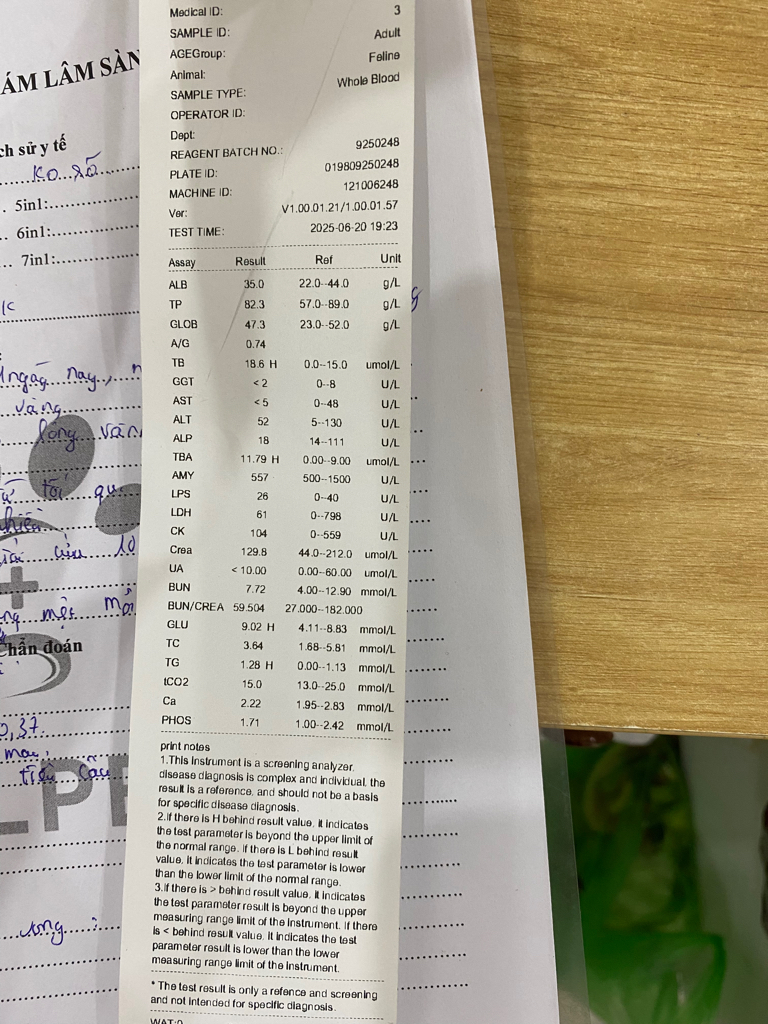 Medical ID: 3
SAMPLE ID: Adult
AGEGroup: Feline
Animal: Whole Blood
SAMPLE TYPE:
OPERATOR ID:
Dept:
REAGENT BATCH NO.: 9250248
PLATE ID: 019809250248
MACHINE ID: 121006248
Ver: V1.00.01.21/1.00.01.57
TEST TIME: 2025-06-20 19:23
Assay Result Ref Unit
ALB 35.0 22.0--44.0 g/L
TP 82.3 57.0--89.0 g/L
GLOB 47.3 23.0--52.0 g/L
A/G 0.74
TB 18.6 H 0.0--15.0 umol/L
GGT <2 0--8 U/L
AST <5 0--48 U/L
ALT 52 5--130 U/L
ALP 18 14--111 U/L
TBA 11.79 H 0.00--9.00 umol/L
AMY 557 500--1500 U/L
LPS 26 0--40 U/L
LDH 61 0--798 U/L
CK 104 0--559 U/L
Crea 129.8 44.0--212.0 umol/L
UA < 10.00 0.00--60.00 umol/L
BUN 7.72 4.00--12.90 mmol/L
BUN/CREA 59.504 27.000--182.000
GLU 9.02 H 4.11--8.83 mmol/L
TC 3.64 1.68--5.81 mmol/L
TG 1.28 H 0.00--1.13 mmol/L
tCO2 15.0 13.0--25.0 mmol/L
Ca 2.22 1.95--2.83 mmol/L
PHOS 1.71 1.00--2.42 mmol/L
print notes
1.This instrument is a screening analyzer,
disease diagnosis is complex and individual, the
result is a reference, and should not be a basis
for specific disease diagnosis.
2.If there is H behind result value, it indicates
the test parameter is beyond the upper limit of
the normal range. If there is L behind result
value, it indicates the test parameter is lower
than the lower limit of the normal range.
3.If there is > behind result value, it indicates
the test parameter result is beyond the upper
measuring range limit of the instrument. If there
is < behind result value, it indicates the test
parameter result is lower than the lower
measuring range limit of the instrument.
* The test result is only a refence and screening
and not intended for specific diagnosis.
WAT:0
ÁM LÂM SÀN
ch sử y tế
Ko rõ
5in1:
6in1:
7in1:
ngày nay,
vàng
lông vàn
tối qu
10
mệt mỏi
Chẩn đoán
0,37
máu,
tiểu cầu